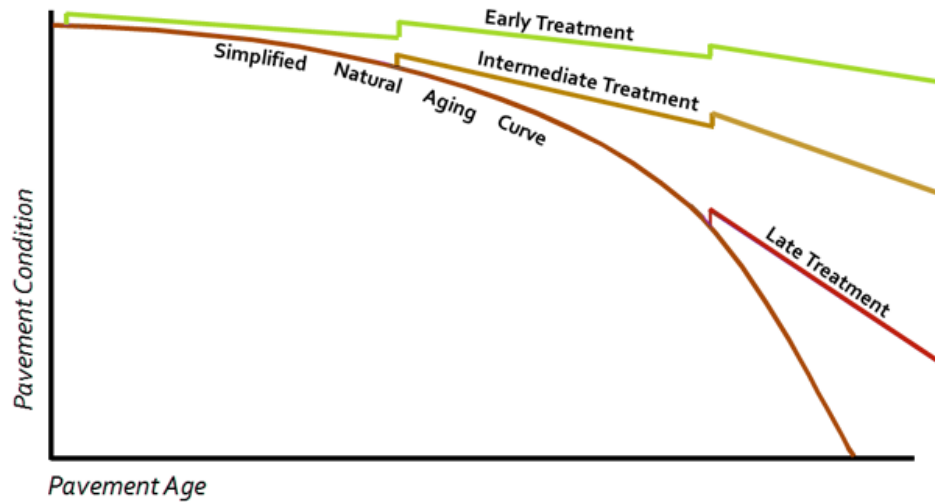 Early Treatment
Simplified Natural Aging Curve
Intermediate Treatment
Late Treatment
Pavement Condition
Pavement Age